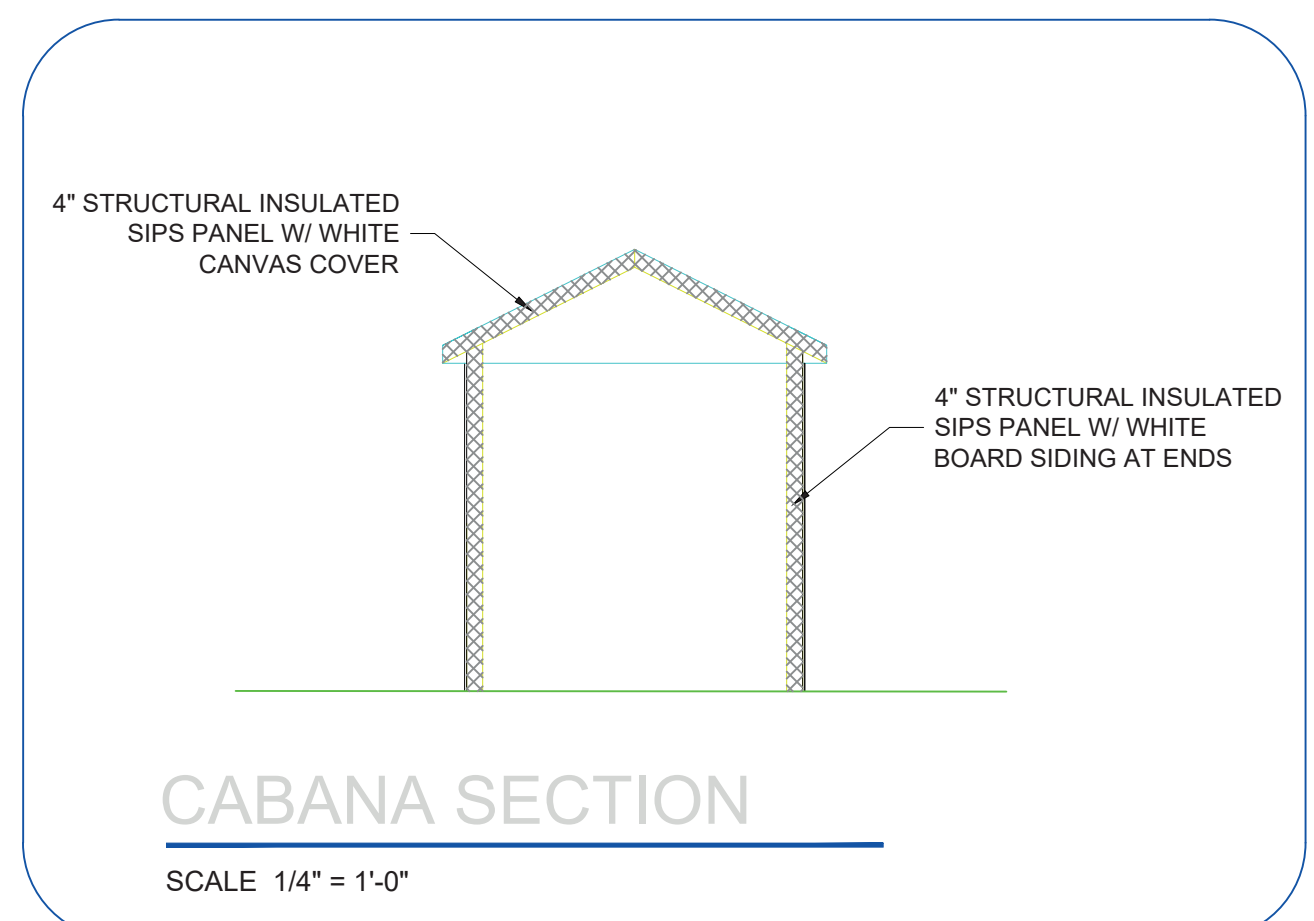 4" STRUCTURAL INSULATED
SIPS PANEL W/ WHITE
CANVAS COVER
4" STRUCTURAL INSULATED
SIPS PANEL W/ WHITE
BOARD SIDING AT ENDS
CABANA SECTION
SCALE 1/4" = 1'-0"